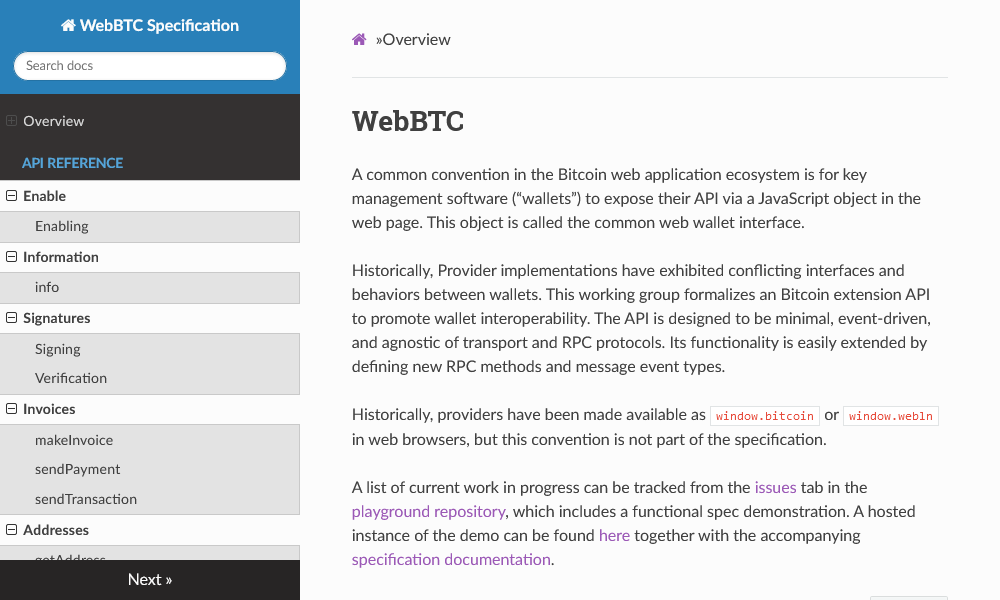 WebBTC Specification
Search docs
Overview
API REFERENCE
Enable
Enabling
Information
info
Signatures
Signing
Verification
Invoices
makeInvoice
sendPayment
sendTransaction
Addresses
getAddress
Next »
»Overview
WebBTC
A common convention in the Bitcoin web application ecosystem is for key
management software (“wallets”) to expose their API via a JavaScript object in the
web page. This object is called the common web wallet interface.
Historically, Provider implementations have exhibited conflicting interfaces and
behaviors between wallets. This working group formalizes an Bitcoin extension API
to promote wallet interoperability. The API is designed to be minimal, event-driven,
and agnostic of transport and RPC protocols. Its functionality is easily extended by
defining new RPC methods and message event types.
Historically, providers have been made available as window.bitcoin or window.webln
in web browsers, but this convention is not part of the specification.
A list of current work in progress can be tracked from the issues tab in the
playground repository, which includes a functional spec demonstration. A hosted
instance of the demo can be found here together with the accompanying
specification documentation.